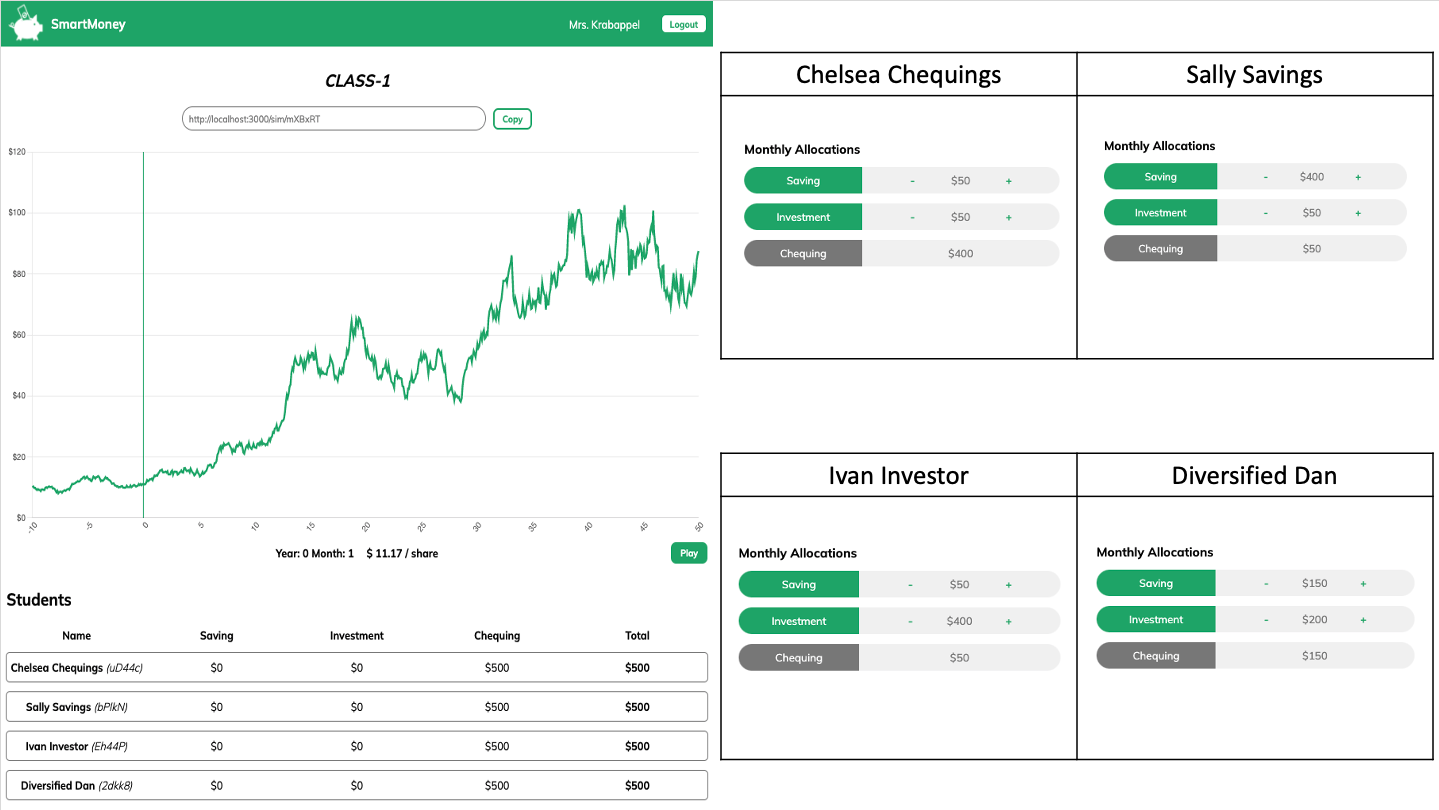 SmartMoney
Mrs. Krabappel
Logout
CLASS-1
http://localhost:3000/sim/mXBxRT
Copy
$120
$100
$80
$60
$40
$20
$0
-10
-5
0
5
10
15
20
25
30
35
40
45
50
Year: 0 Month: 1 $ 11.17 / share
Play
Students
Name Saving Investment Chequing Total
Chelsea Chequings (uD44c) $0 $0 $500 $500
Sally Savings (bPlkN) $0 $0 $500 $500
Ivan Investor (Eh44P) $0 $0 $500 $500
Diversified Dan (2dkk8) $0 $0 $500 $500
Chelsea Chequings
Monthly Allocations
Saving - $50 +
Investment - $50 +
Chequing $400
Sally Savings
Monthly Allocations
Saving - $400 +
Investment - $50 +
Chequing $50
Ivan Investor
Monthly Allocations
Saving - $50 +
Investment - $400 +
Chequing $50
Diversified Dan
Monthly Allocations
Saving - $150 +
Investment - $200 +
Chequing $150